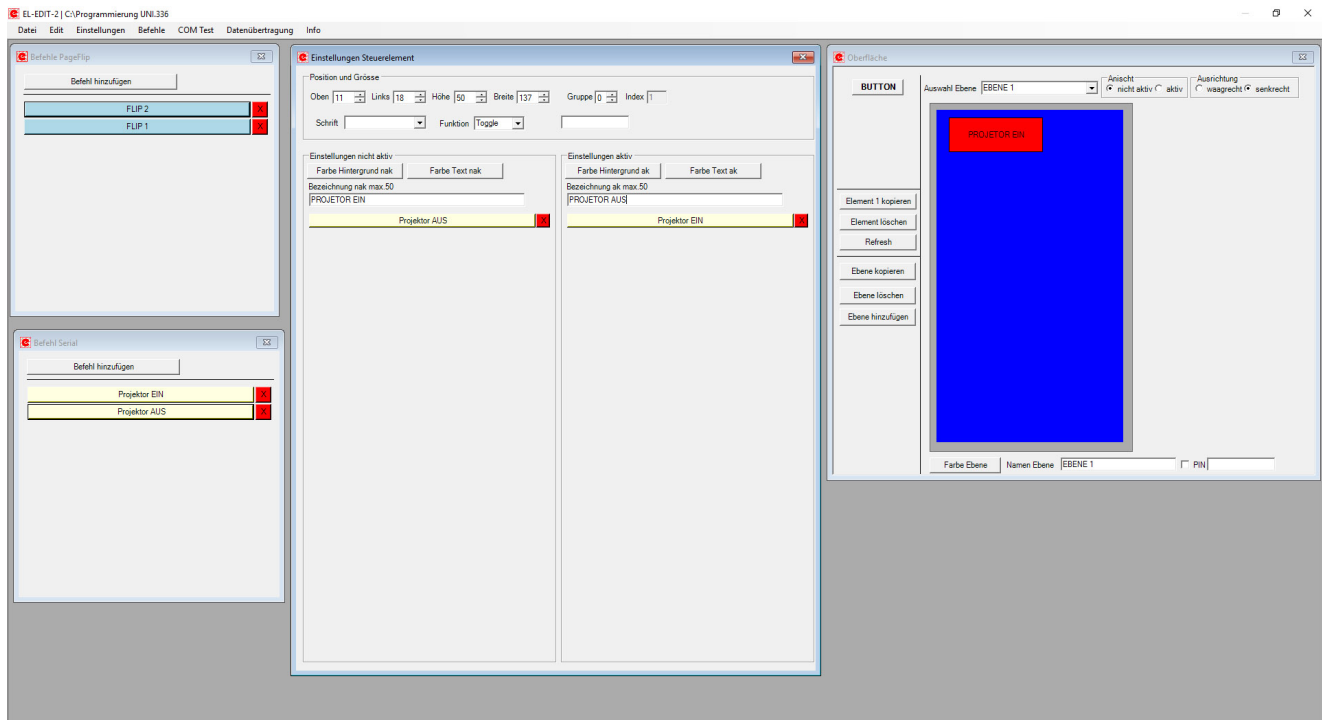 EL-EDIT-2 | C:\Programmierung UNI.336
Datei Edit Einstellungen Befehle COM Test Datenübertragung Info
Befehle PageFlip
Befehl hinzufügen
FLIP 2 X
FLIP 1 X
Befehl Serial
Befehl hinzufügen
Projektor EIN X
Projektor AUS X
Einstellungen Steuerelement
Position und Grösse
Oben 11 Links 18 Höhe 50 Breite 137 Gruppe 0 Index 1
Schrift Funktion Toggle
Einstellungen nicht aktiv
Farbe Hintergrund nak Farbe Text nak
Bezeichnung nak max.50
PROJETOR EIN
Projektor AUS X
Einstellungen aktiv
Farbe Hintergrund ak Farbe Text ak
Bezeichnung ak max.50
PROJETOR AUS
Projektor EIN X
Oberfläche
BUTTON
Auswahl Ebene EBENE 1
Anischt
nicht aktiv aktiv
Ausrichtung
waagrecht senkrecht
PROJETOR EIN
Element 1 kopieren
Element löschen
Refresh
Ebene kopieren
Ebene löschen
Ebene hinzufügen
Farbe Ebene Namen Ebene EBENE 1 PIN